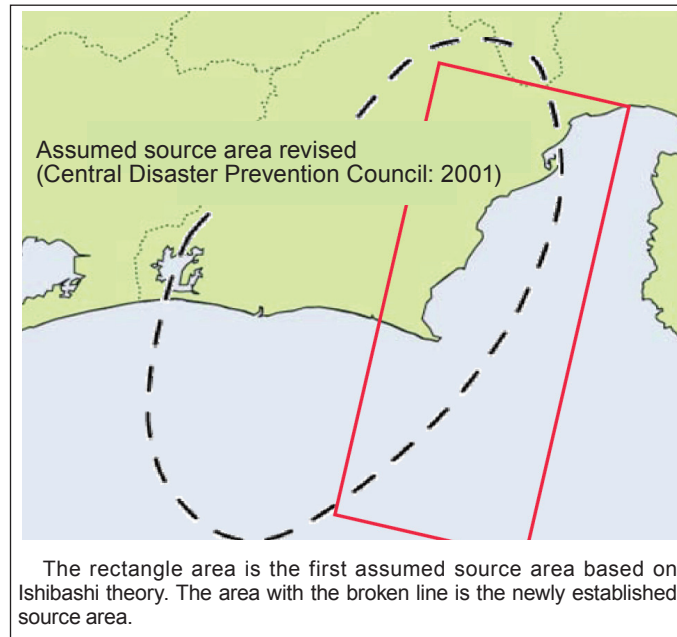 Assumed source area revised
(Central Disaster Prevention Council: 2001)
The rectangle area is the first assumed source area based on
Ishibashi theory. The area with the broken line is the newly established
source area.